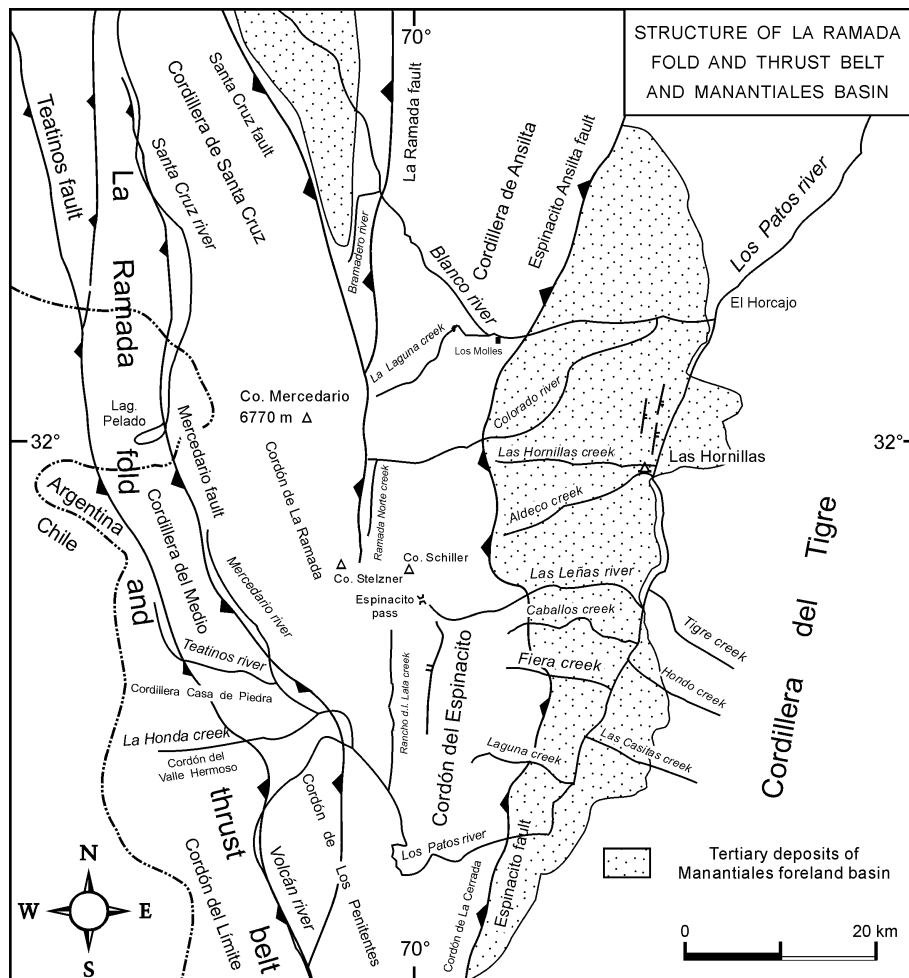 STRUCTURE OF LA RAMADA
FOLD AND THRUST BELT
AND MANANTIALES BASIN
70°
Teatinos fault
La Ramada fdld and thrust belt
Santa Cruz river
Cordillera de Santa Cruz
Santa Cruz fault
La Ramada fault
Bramadero river
Blanco river
Cordillera de Ansilta
Espinacito Ansilta fault
Los Patos river
El Horcajo
La Laguna creek
Los Molles
Colorado river
Co. Mercedario
6770 m
Lag.
Pelado
32°
32°
Mercedario fault
Las Hornillas creek
Las Hornillas
Aldeco creek
Argentina
Chile
Cordillera del Medio
Cordón de La Ramada
Ramada Norte creek
Mercedario river
Co. Schiller
Co. Stelzner
Espinacito
pass
Las Leñas river
Caballos creek
Tigre creek
Cordillera del Tigre
Teatinos river
Fiera creek
Hondo creek
Cordillera Casa de Piedra
Rancho d.l. Lata creek
Cordón del Espinacito
La Honda creek
Las Casitas creek
Laguna creek
Cordón del
Valle Hermoso
Cordón de Los Penitentes
Los Patos river
Volcán river
Cordón del Límite
Cordón de La Cerrada
Espinacito fault
Tertiary deposits of
Manantiales foreland basin
N
W
E
S
70°
0
20 km